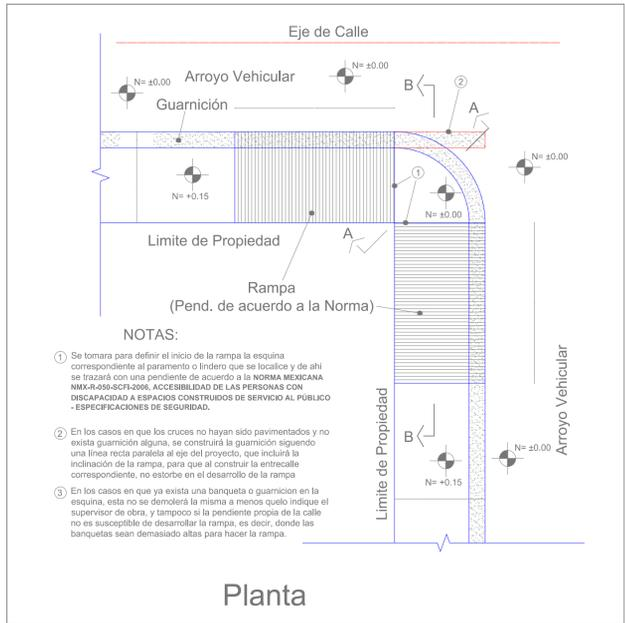 Eje de Calle
N= ±0.00
N= ±0.00
Arroyo Vehicular
B
2
A
Guarnición
N= ±0.00
1
N= +0.15
N= ±0.00
Limite de Propiedad
A
Rampa
(Pend. de acuerdo a la Norma)
NOTAS:
1 Se tomara para definir el inicio de la rampa la esquina
correspondiente al paramento o lindero que se localice y de ahi
se trazará con una pendiente de acuerdo a la NORMA MEXICANA
NMX-R-050-SCFI-2006, ACCESIBILIDAD DE LAS PERSONAS CON
DISCAPACIDAD A ESPACIOS CONSTRUIDOS DE SERVICIO AL PÚBLICO
- ESPECIFICACIONES DE SEGURIDAD.
2 En los casos en que los cruces no hayan sido pavimentados y no
exista guarnición alguna, se construirá la guarnición siguendo
una línea recta paralela al eje del proyecto, que incluirá la
inclinación de la rampa, para que al construir la entrecalle
correspondiente, no estorbe en el desarrollo de la rampa
3 En los casos en que ya exista una banqueta o guarnicion en la
esquina, esta no se demolerá la misma a menos quelo indique el
supervisor de obra, y tampoco si la pendiente propia de la calle
no es susceptible de desarrollar la rampa, es decir, donde las
banquetas sean demasiado altas para hacer la rampa.
Limite de Propiedad
Arroyo Vehicular
B
N= ±0.00
N= +0.15
Planta